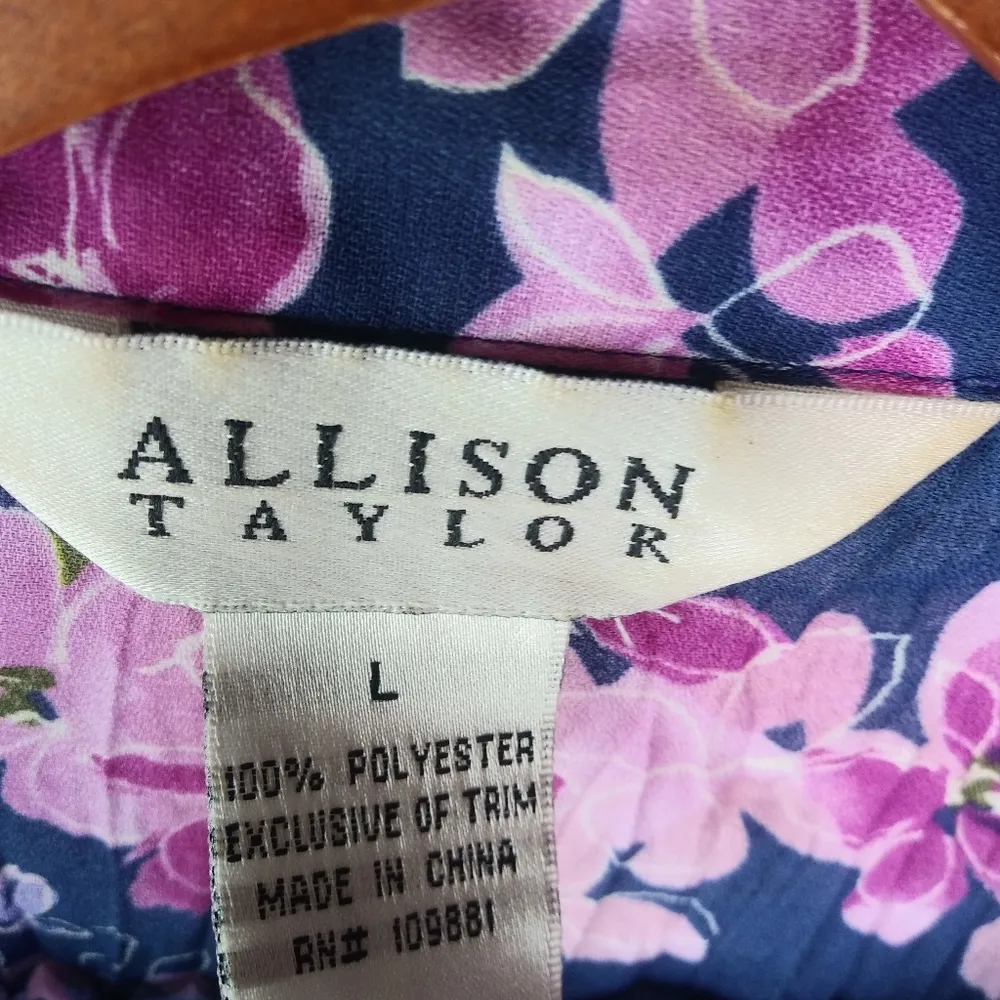 ALLISON
TAYLOR
L
100% POLYESTER
EXCLUSIVE OF TRIM
MADE IN CHINA
RN# 109881